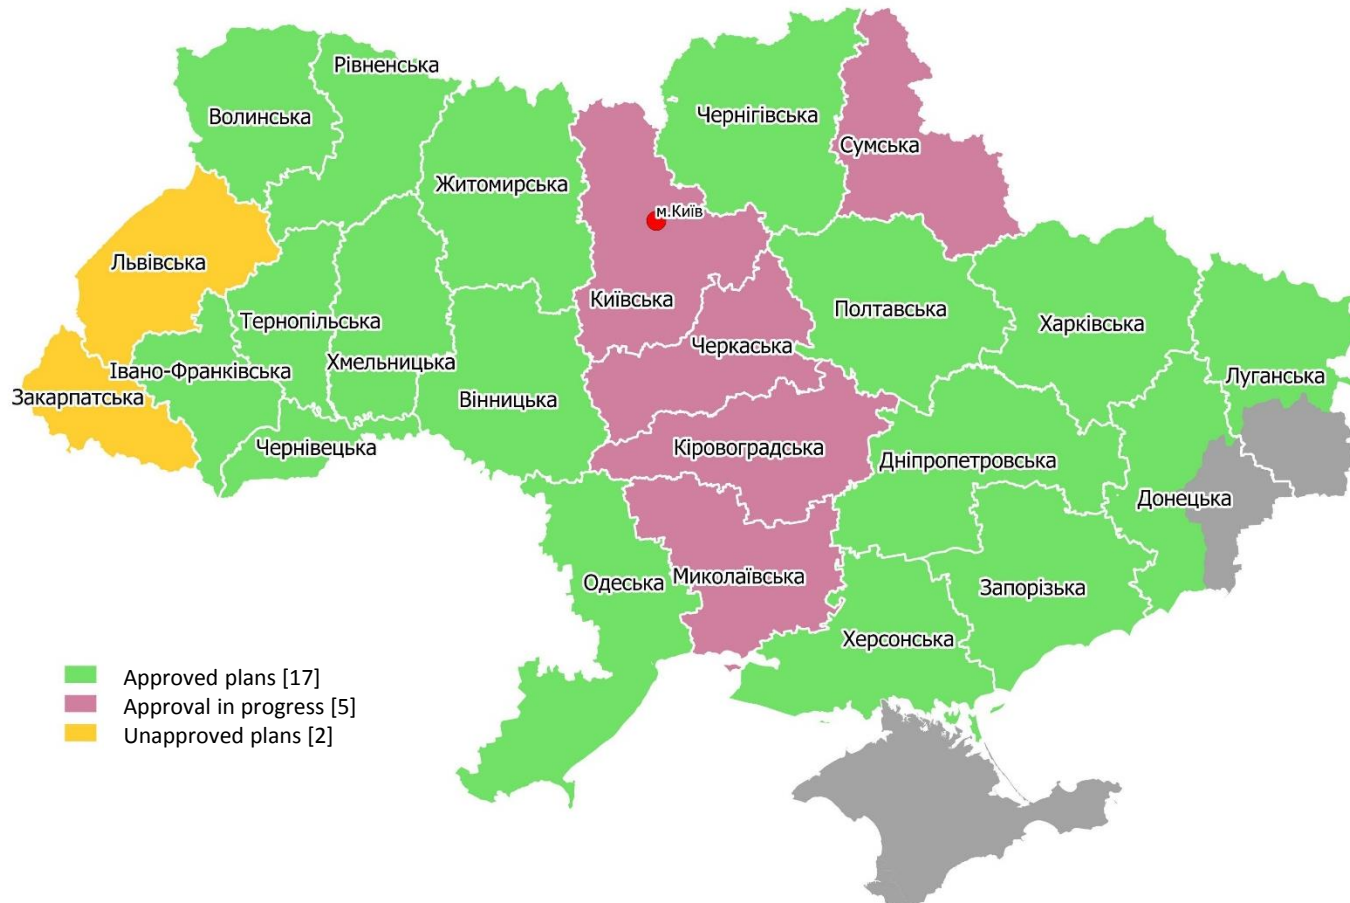 Рівненська
Волинська
Чернігівська
Сумська
Житомирська
м.Київ
Львівська
Київська
Полтавська
Тернопільська
Харківська
Черкаська
Хмельницька
Івано-Франківська
Луганська
Закарпатська
Вінницька
Чернівецька
Кіровоградська
Дніпропетровська
Донецька
Миколаївська
Одеська
Запорізька
Херсонська
Approved plans [17]
Approval in progress [5]
Unapproved plans [2]